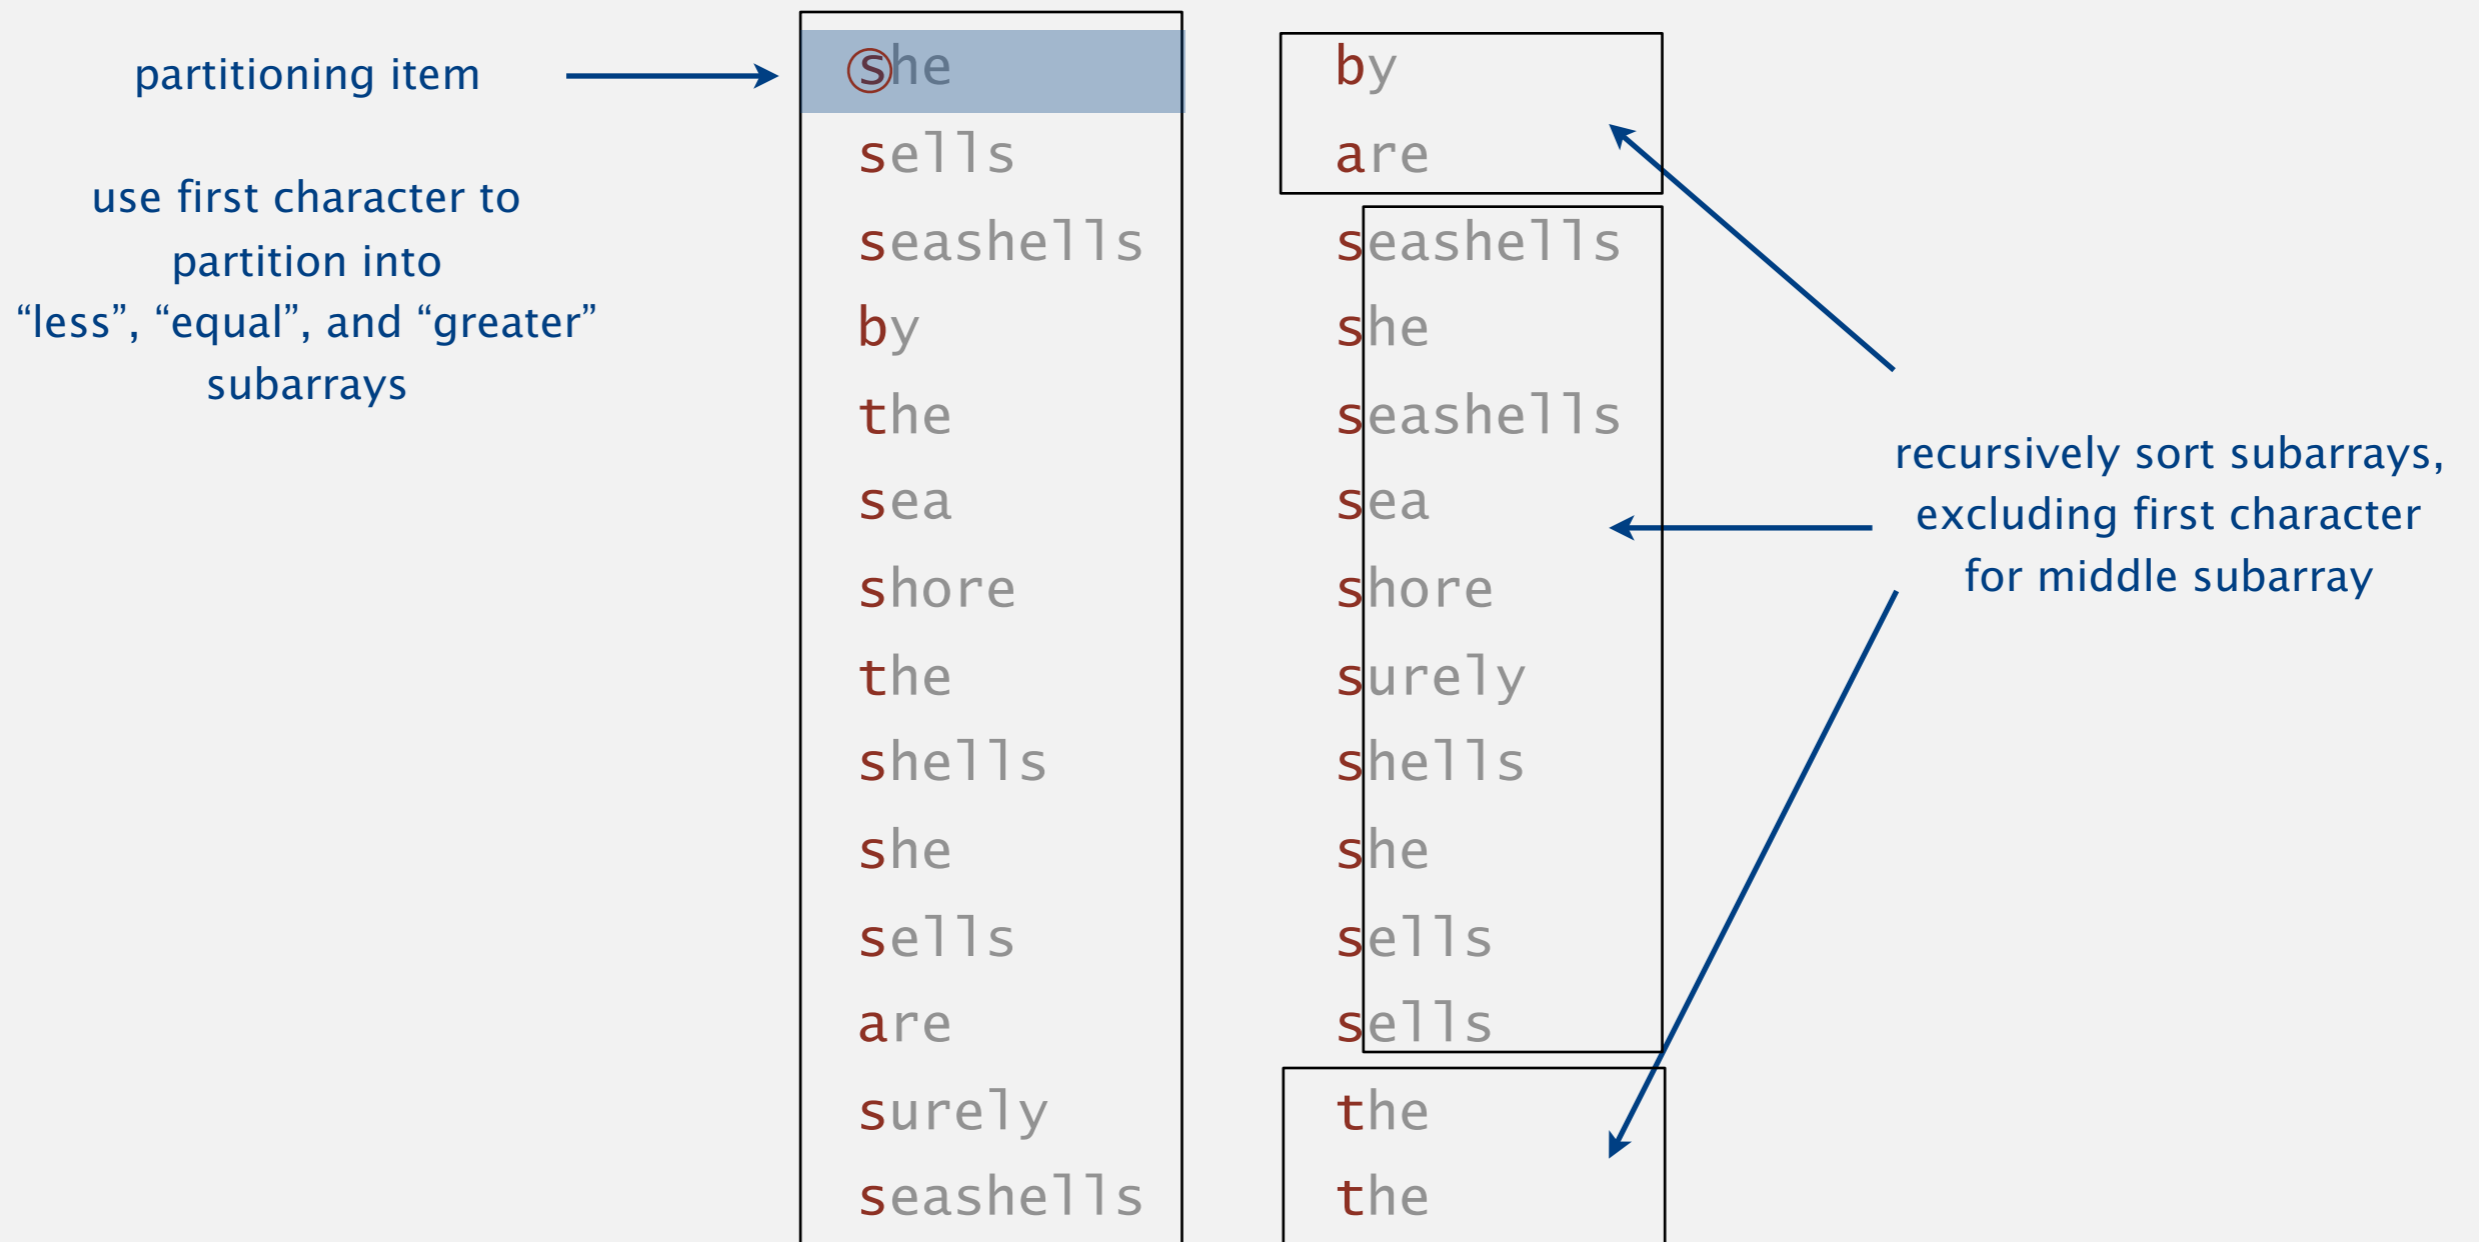 partitioning item
use first character to
partition into
“less”, “equal”, and “greater”
subarrays
she
sells
seashells
by
the
sea
shore
the
shells
she
sells
are
surely
seashells
by
are
seashells
she
seashells
sea
shore
surely
shells
she
sells
sells
the
the
recursively sort subarrays,
excluding first character
for middle subarray